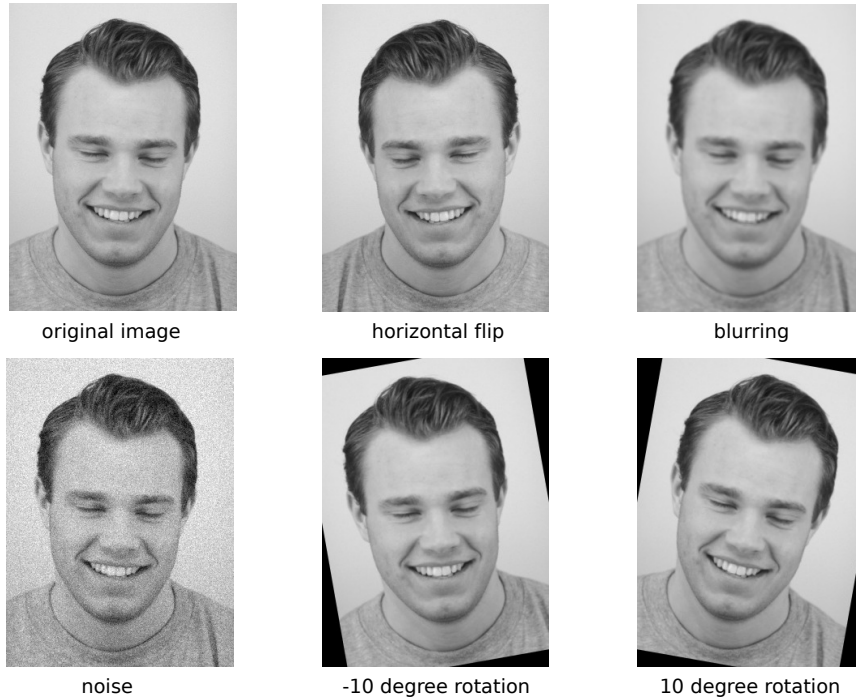 original image
horizontal flip
blurring
noise
-10 degree rotation
10 degree rotation